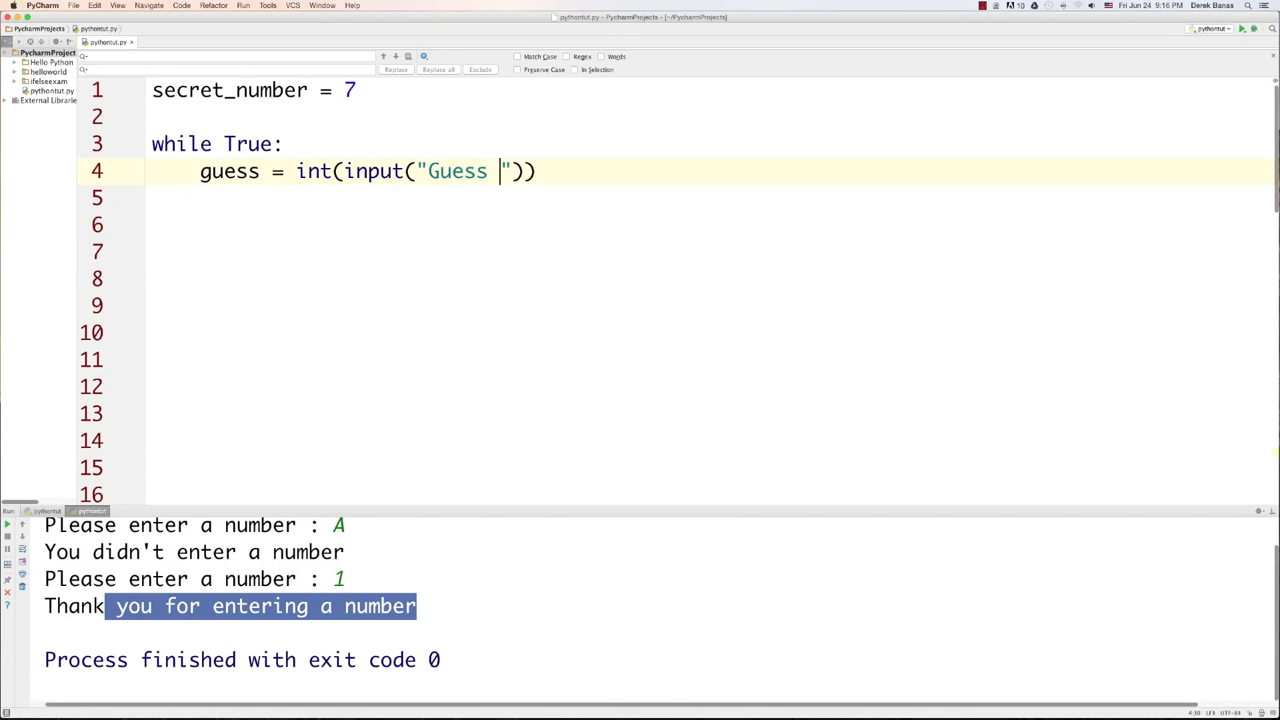 PyCharm File Edit View Navigate Code Refactor Run Tools VCS Window Help Fri Jun 24 9:16 PM Derek Banas
pythontut.py - PyCharmProjects - [~/PycharmProjects]
PycharmProjects pythontut.py pythontut
pythontut.py ×
PycharmProject
Hello Python
helloworld
ifelseexam
pythontut.py
External Librarie
Match Case Regex Words
Replace Replace all Exclude Preserve Case In Selection
1 secret_number = 7
2
3 while True:
4 guess = int(input("Guess "))
5
6
7
8
9
10
11
12
13
14
15
16
Run: pythontut pythontut
Please enter a number : A
You didn't enter a number
Please enter a number : 1
Thank you for entering a number
Process finished with exit code 0
4:30 LF÷ UTF-8÷